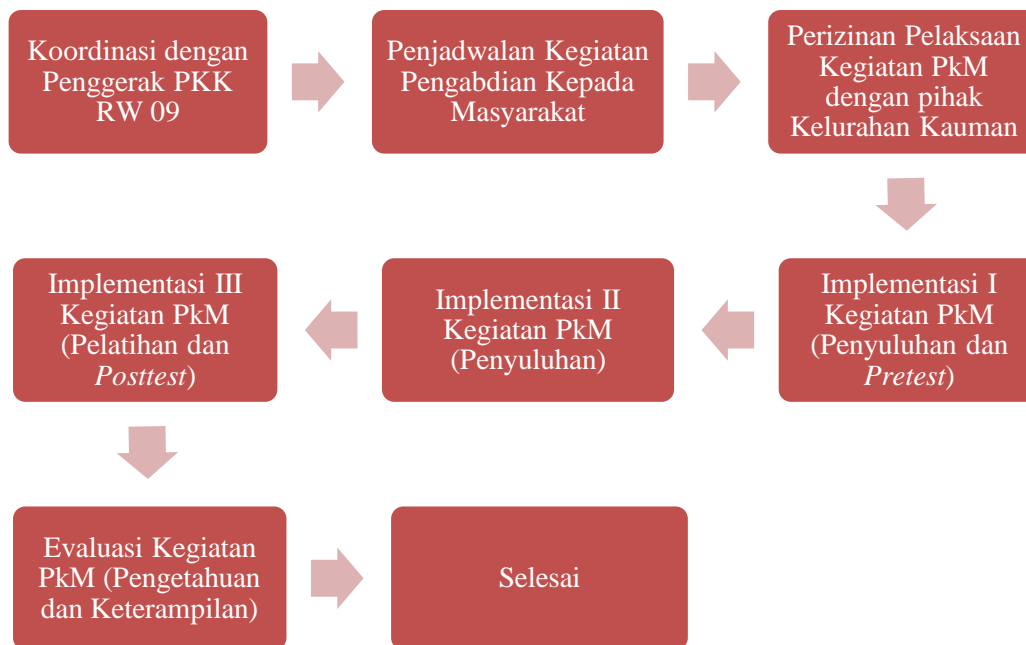 Koordinasi dengan
Penggerak PKK
RW 09
Penjadwalan Kegiatan
Pengabdian Kepada
Masyarakat
Perizinan Pelaksaan
Kegiatan PkM
dengan pihak
Kelurahan Kauman
Implementasi I
Kegiatan PkM
(Penyuluhan dan
Pretest)
Implementasi II
Kegiatan PkM
(Penyuluhan)
Implementasi III
Kegiatan PkM
(Pelatihan dan
Posttest)
Evaluasi Kegiatan
PkM (Pengetahuan
dan Keterampilan)
Selesai